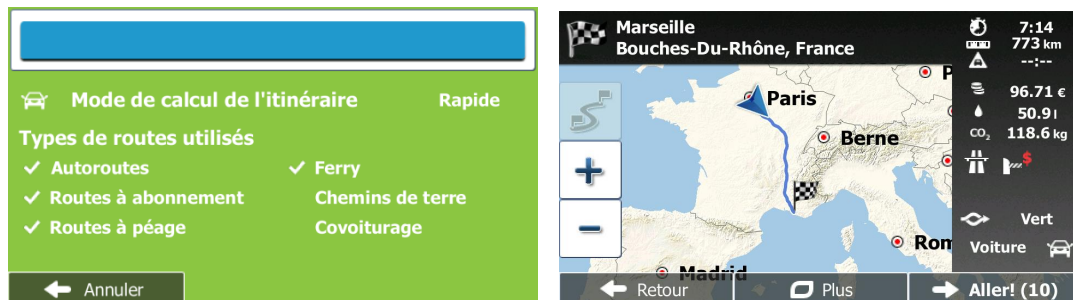 Mode de calcul de l'itinéraire Rapide
Types de routes utilisés
Autoroutes Ferry
Routes à abonnement Chemins de terre
Routes à péage Covoiturage
Annuler
Marseille
Bouches-Du-Rhône, France
7:14
773 km
--:--
96.71 €
50.9 l
CO2 118.6 kg
$
Vert
Voiture
P
Paris
Berne
Rom
Madrid
Retour
Plus
Aller! (10)